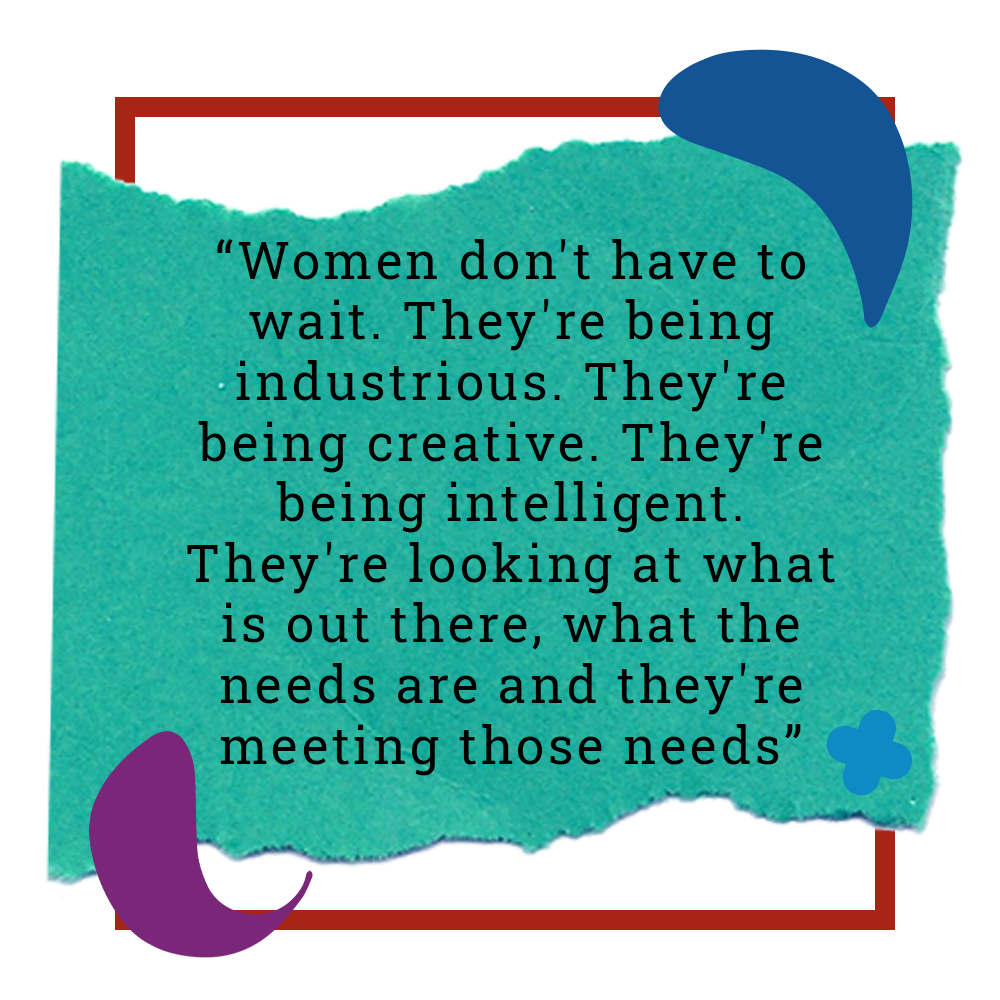 “Women don't have to
wait. They're being
industrious. They're
being creative. They're
being intelligent.
They're looking at what
is out there, what the
needs are and they're
meeting those needs”